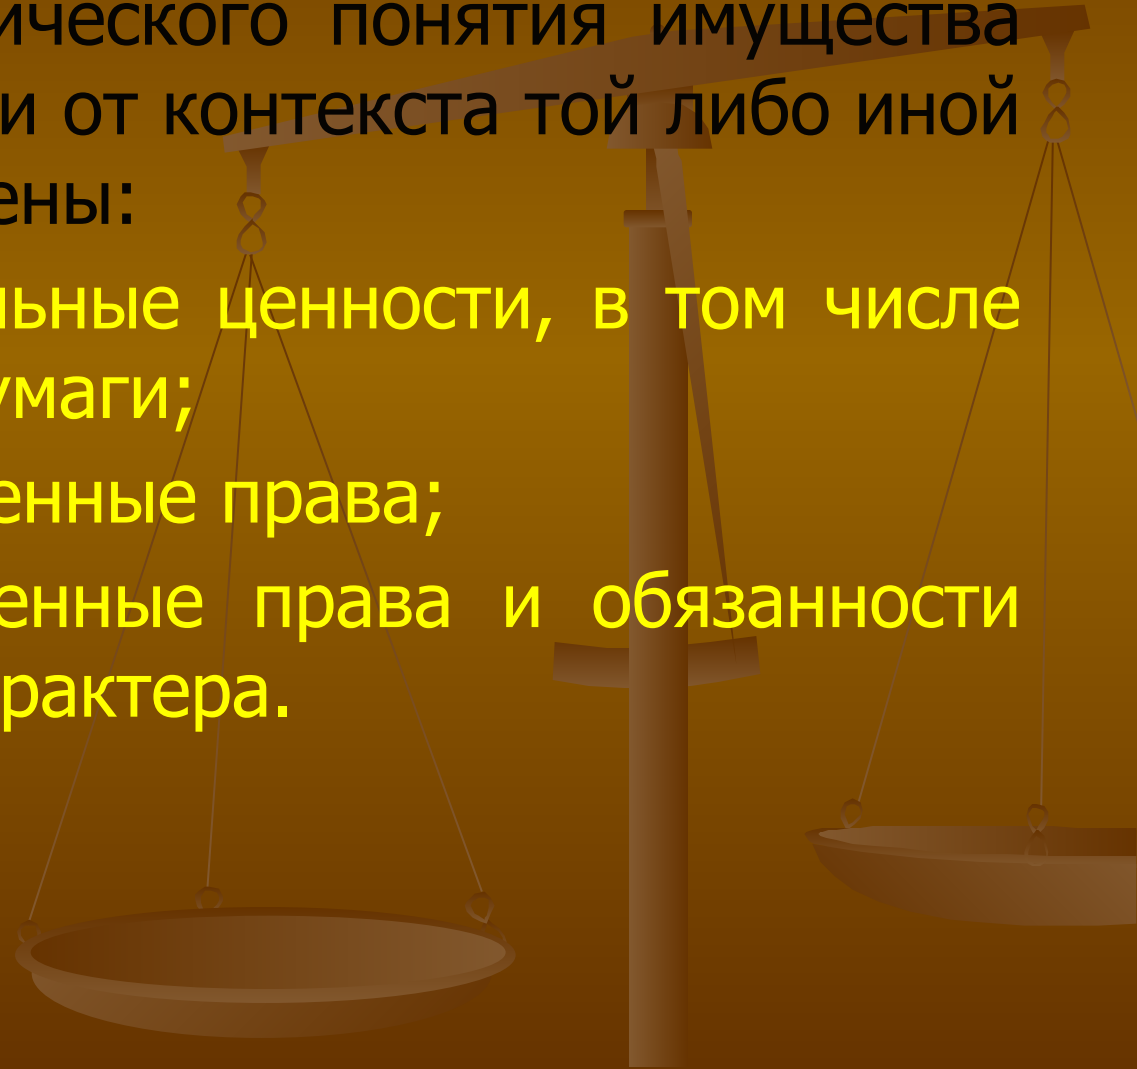 ического понятия имущества
и от контекста той либо иной
ены:
льные ценности, в том числе
умаги;
енные права;
енные права и обязанности
рактера.